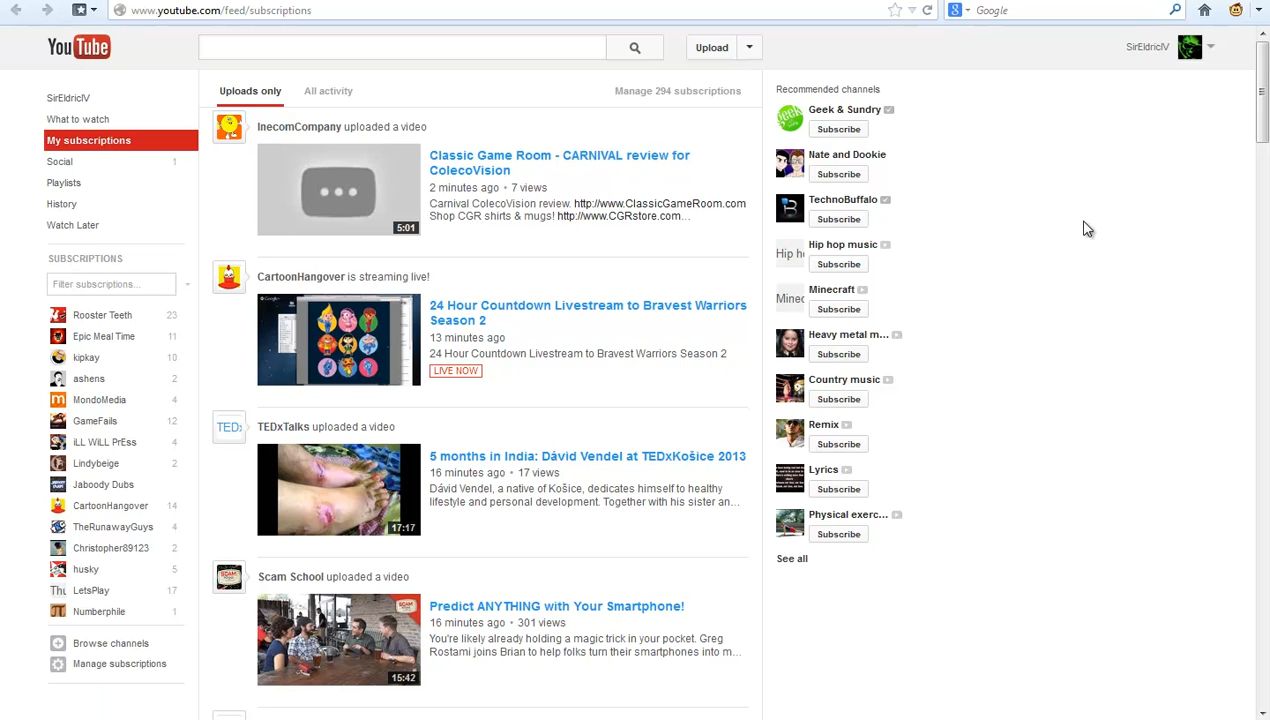 www.youtube.com/feed/subscriptions
Google
YouTube
Upload
SirEldricIV
SirEldricIV
What to watch
My subscriptions
Social 1
Playlists
History
Watch Later
SUBSCRIPTIONS
Filter subscriptions...
Rooster Teeth 23
Epic Meal Time 11
kipkay 10
ashens 2
MondoMedia 4
GameFails 12
iLL WiLL PrEss 4
Lindybeige 2
Jaboody Dubs
CartoonHangover 14
TheRunawayGuys 4
Christopher89123 2
husky 5
LetsPlay 17
Numberphile 1
Browse channels
Manage subscriptions
Uploads only
All activity
Manage 294 subscriptions
InecomCompany uploaded a video
Classic Game Room - CARNIVAL review for
ColecoVision
2 minutes ago • 7 views
Carnival ColecoVision review. http://www.ClassicGameRoom.com
Shop CGR shirts & mugs! http://www.CGRstore.com...
5:01
CartoonHangover is streaming live!
24 Hour Countdown Livestream to Bravest Warriors
Season 2
13 minutes ago
24 Hour Countdown Livestream to Bravest Warriors Season 2
LIVE NOW
TEDx
TEDxTalks uploaded a video
5 months in India: Dávid Vendel at TEDxKošice 2013
16 minutes ago • 17 views
Dávid Vendel, a native of Košice, dedicates himself to healthy
lifestyle and personal development. Together with his sister an...
17:17
Scam School uploaded a video
Predict ANYTHING with Your Smartphone!
16 minutes ago • 301 views
You're likely already holding a magic trick in your pocket. Greg
Rostami joins Brian to help folks turn their smartphones into m...
15:42
Recommended channels
Geek & Sundry
Subscribe
Nate and Dookie
Subscribe
TechnoBuffalo
Subscribe
Hip h
Hip hop music
Subscribe
Minec
Minecraft
Subscribe
Heavy metal m...
Subscribe
Country music
Subscribe
Remix
Subscribe
Lyrics
Subscribe
Physical exerc...
Subscribe
See all